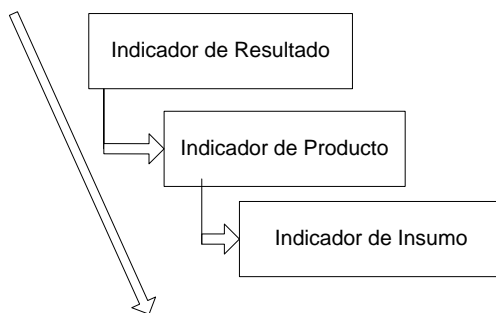 Indicador de Resultado
Indicador de Producto
Indicador de Insumo